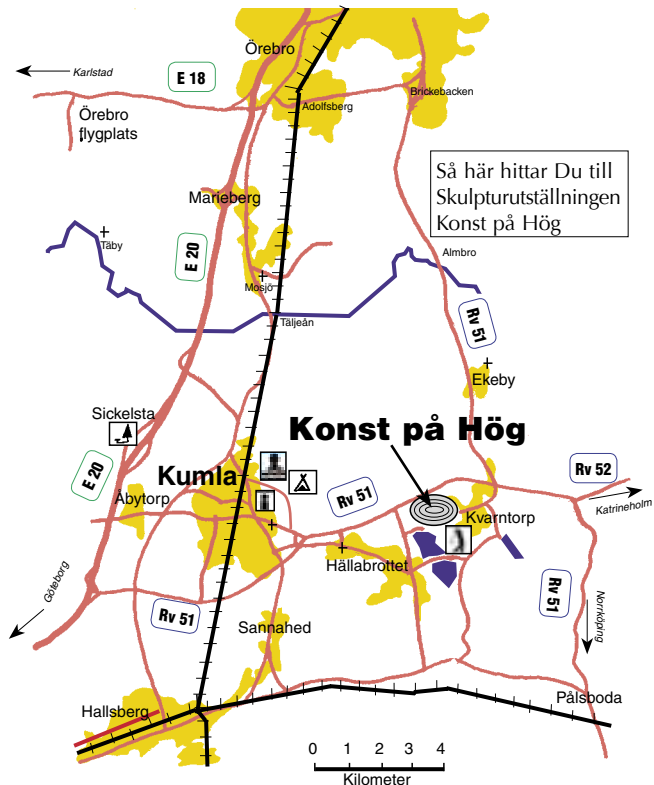 Örebro
Karlstad
E 18
Adolfsberg
Brickebacken
Örebro
flygplats
Så här hittar Du till
Skulpturutställningen
Konst på Hög
Marieberg
Täby
E 20
Almbro
Mosjö
Täljeån
Rv 51
Ekeby
Sickelsta
Konst på Hög
Kumla
E 20
Rv 51
Rv 52
Åbytorp
Katrineholm
Kvarntorp
Hällabrottet
Göteborg
Rv 51
Rv 51
Norrköping
Sannahed
Hallsberg
Pålsboda
0 1 2 3 4
Kilometer